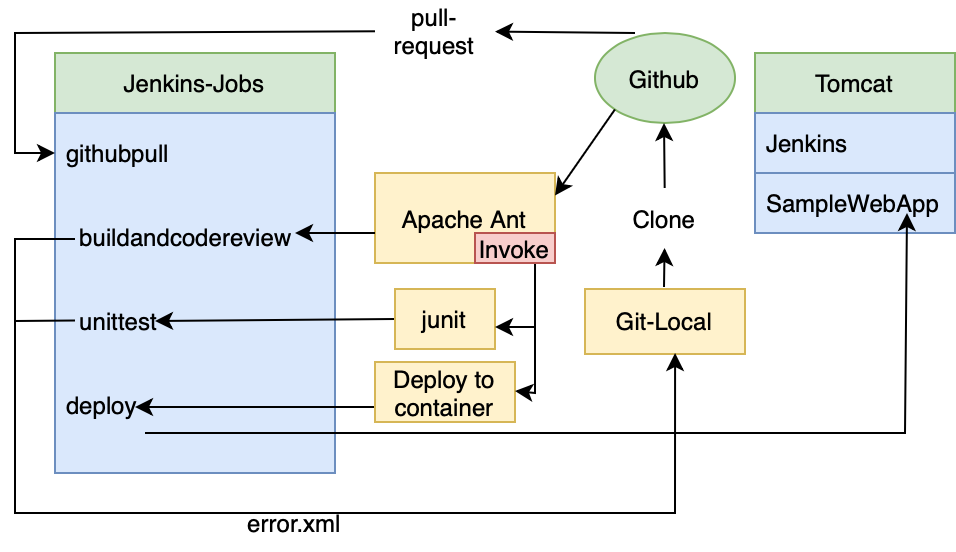 pull-
request
Github
Jenkins-Jobs
Tomcat
githubpull
Jenkins
SampleWebApp
Apache Ant
Clone
buildandcodereview
Invoke
unittest
junit
Git-Local
Deploy to
container
deploy
error.xml